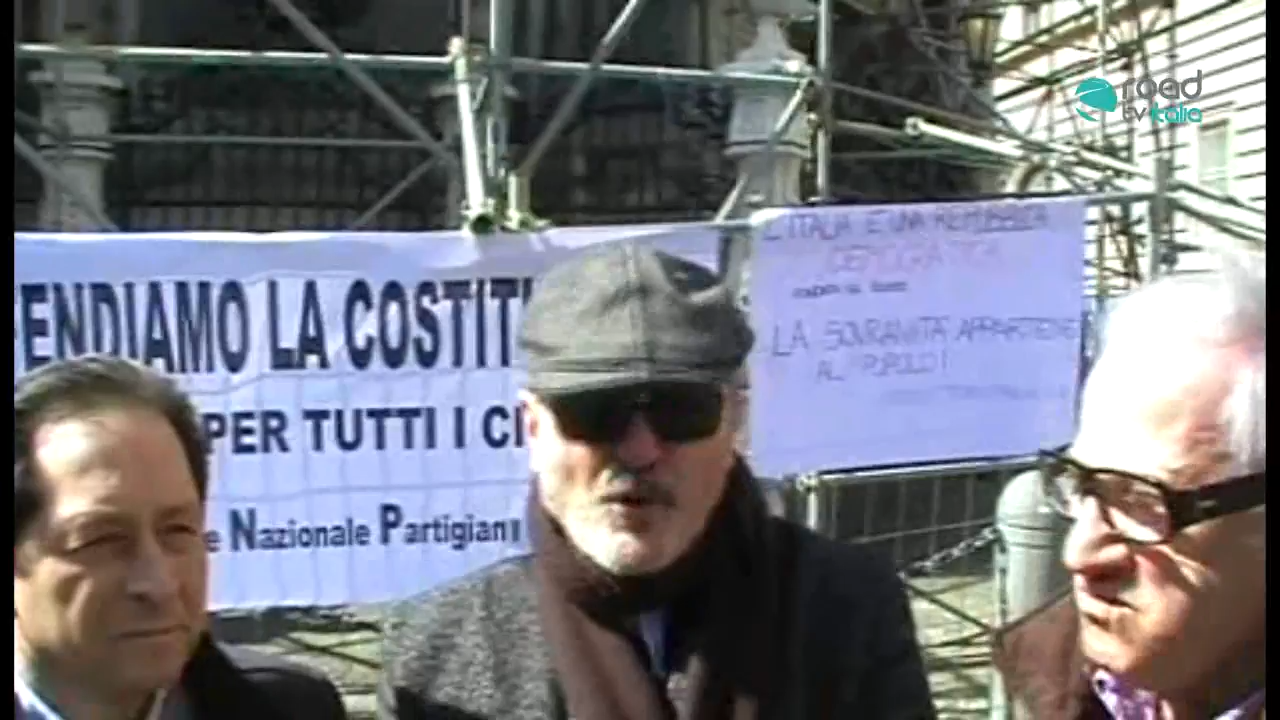 road
tv italia
ENDIAMO LA COSTIT
PER TUTTI I CI
e Nazionale Partigiani
L'ITALIA È UNA REPUBBLICA
DEMOCRATICA
LA SOVRANITÀ APPARTIENE
AL POPOLO!